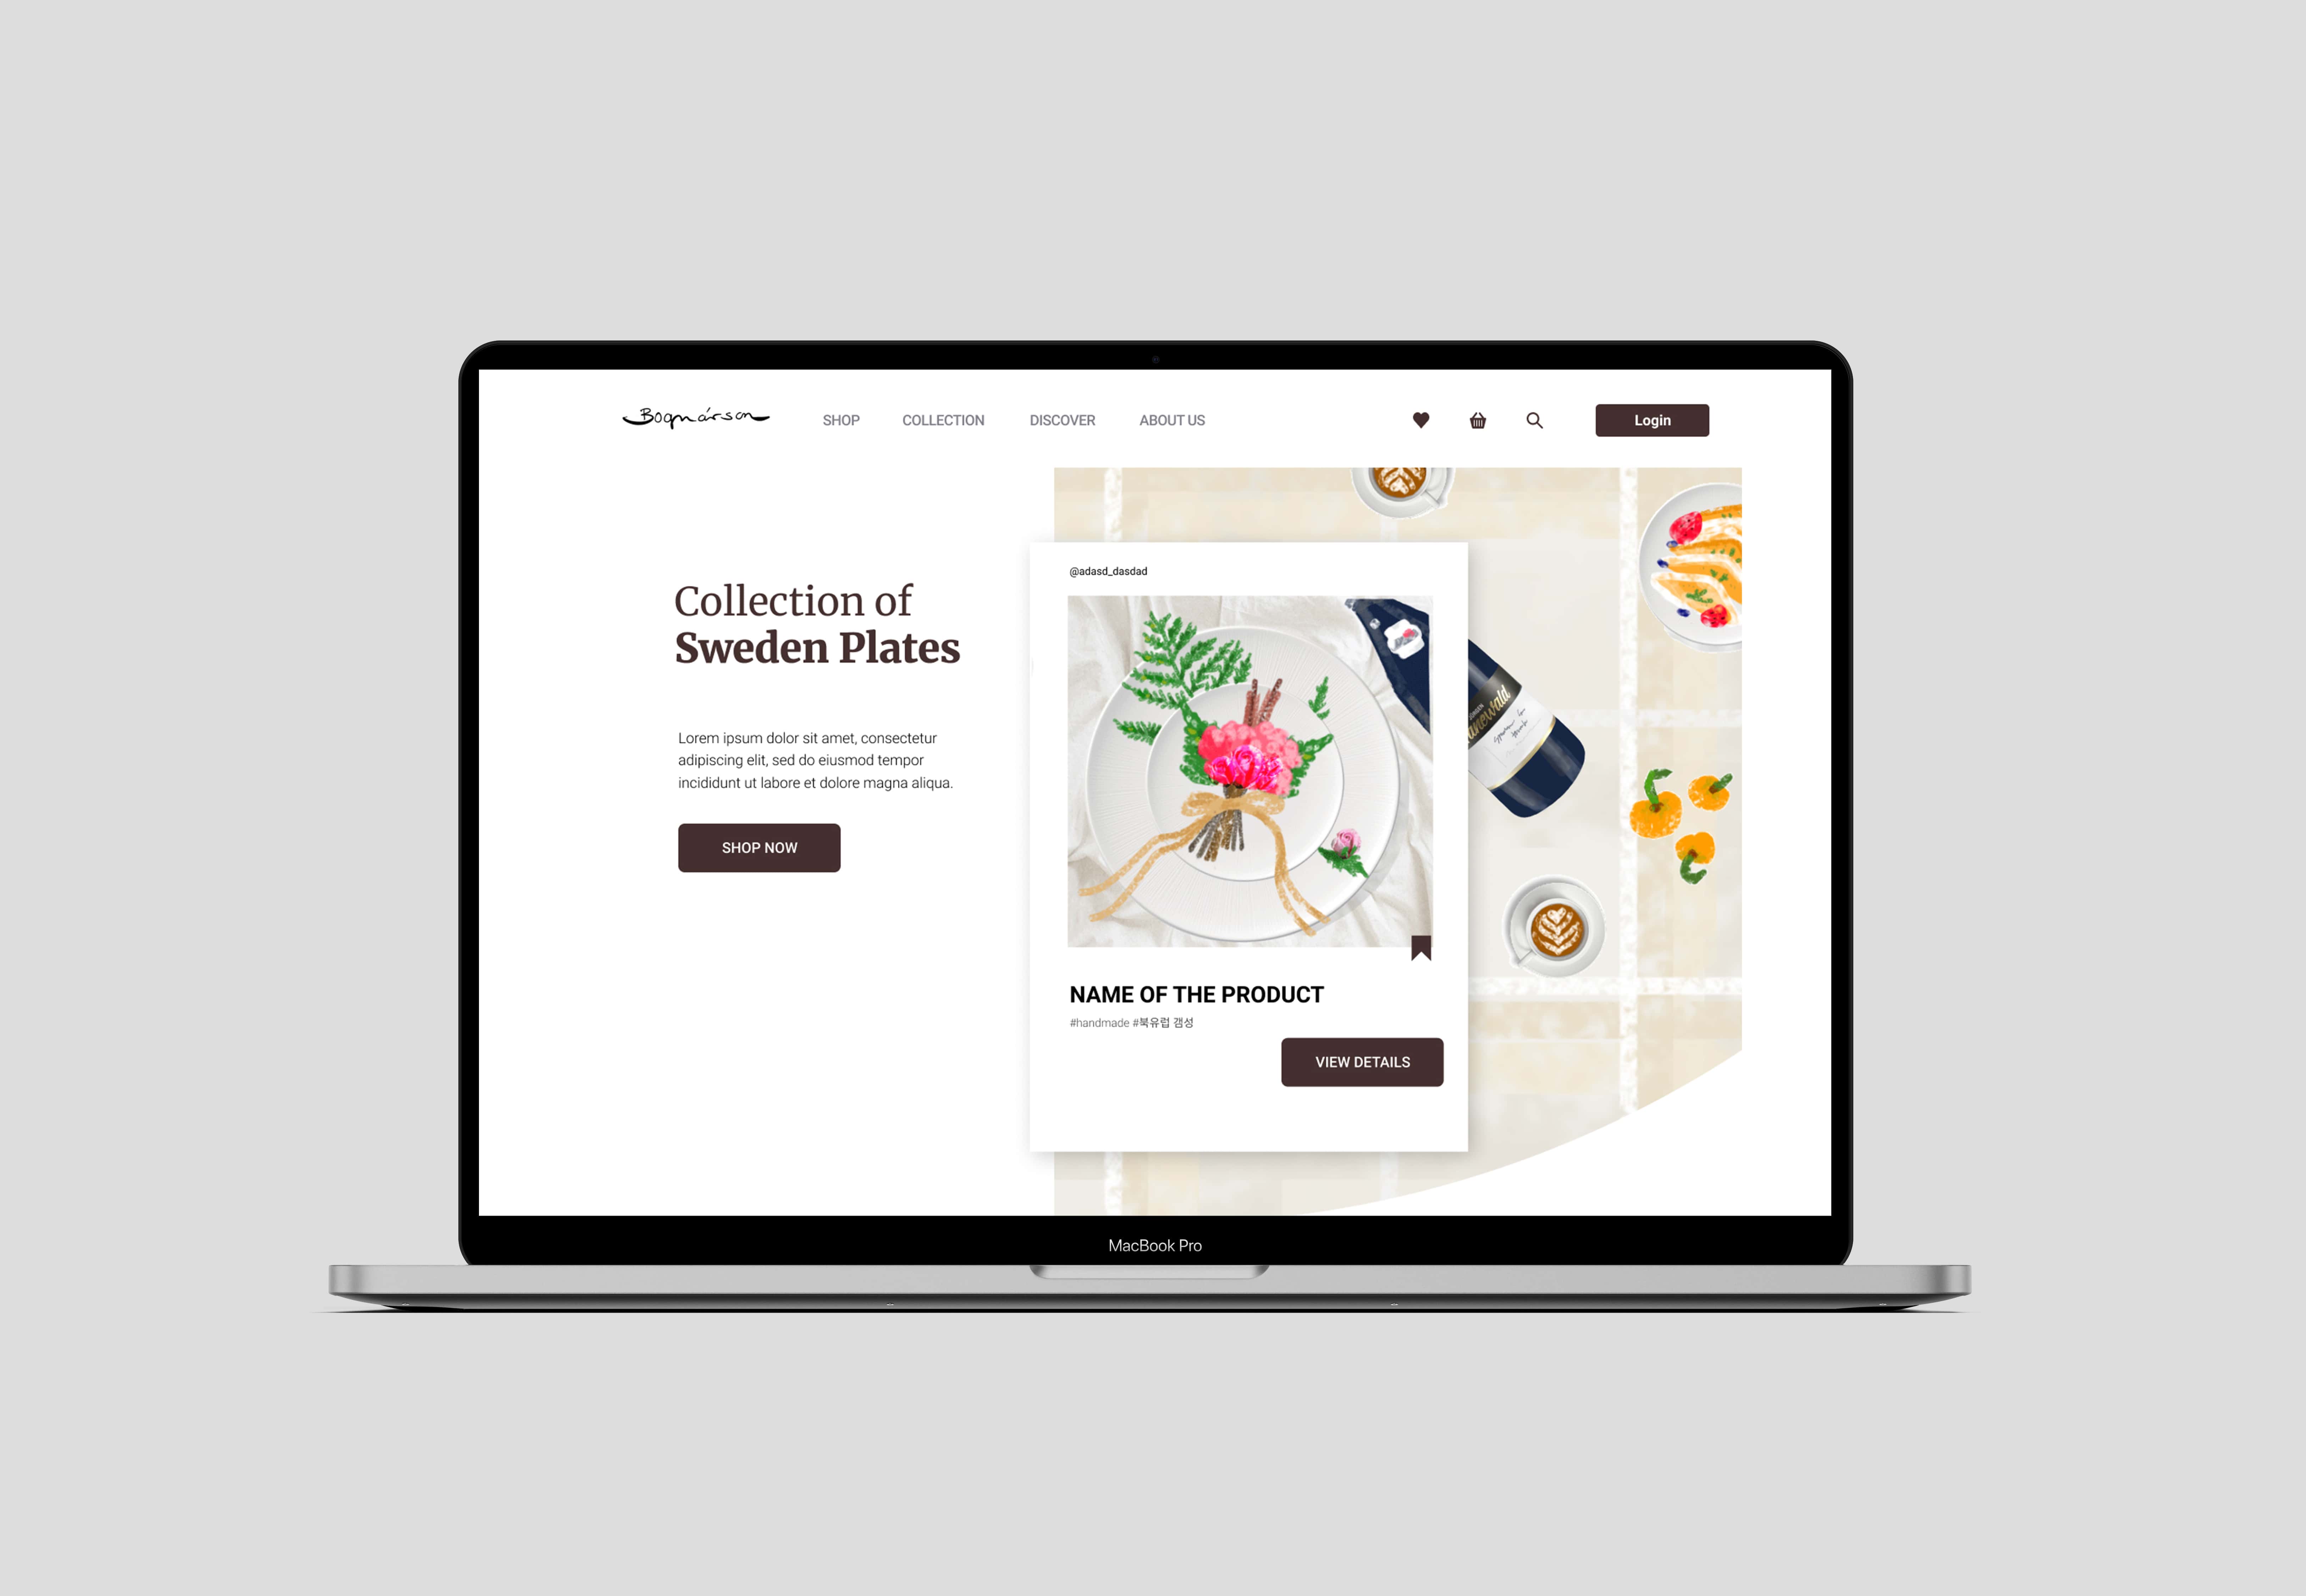 Bognárson
SHOP COLLECTION DISCOVER ABOUT US Login
Collection of
Sweden Plates
Lorem ipsum dolor sit amet, consectetur
adipiscing elit, sed do eiusmod tempor
incididunt ut labore et dolore magna aliqua.
SHOP NOW
@adasd_dasdad
NAME OF THE PRODUCT
#handmade #북유럽 갬성
VIEW DETAILS
MacBook Pro